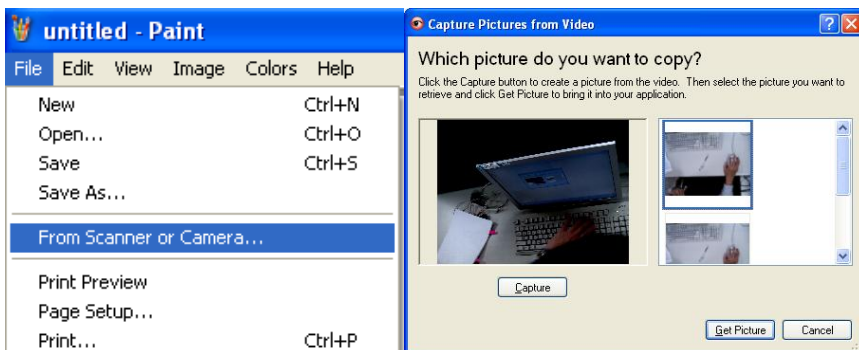 untitled - Paint
File Edit View Image Colors Help
New Ctrl+N
Open... Ctrl+O
Save Ctrl+S
Save As...
From Scanner or Camera...
Print Preview
Page Setup...
Print... Ctrl+P
Capture Pictures from Video
Which picture do you want to copy?
Click the Capture button to create a picture from the video. Then select the picture you want to
retrieve and click Get Picture to bring it into your application.
Capture
Get Picture Cancel